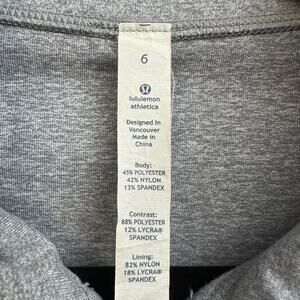 6
lululemon
athletica
Designed in
Vancouver
Made in
China
Body:
45% POLYESTER
42% NYLON
13% SPANDEX
Contrast:
88% POLYESTER
12% LYCRA®
SPANDEX
Lining:
82% NYLON
18% LYCRA®
SPANDEX